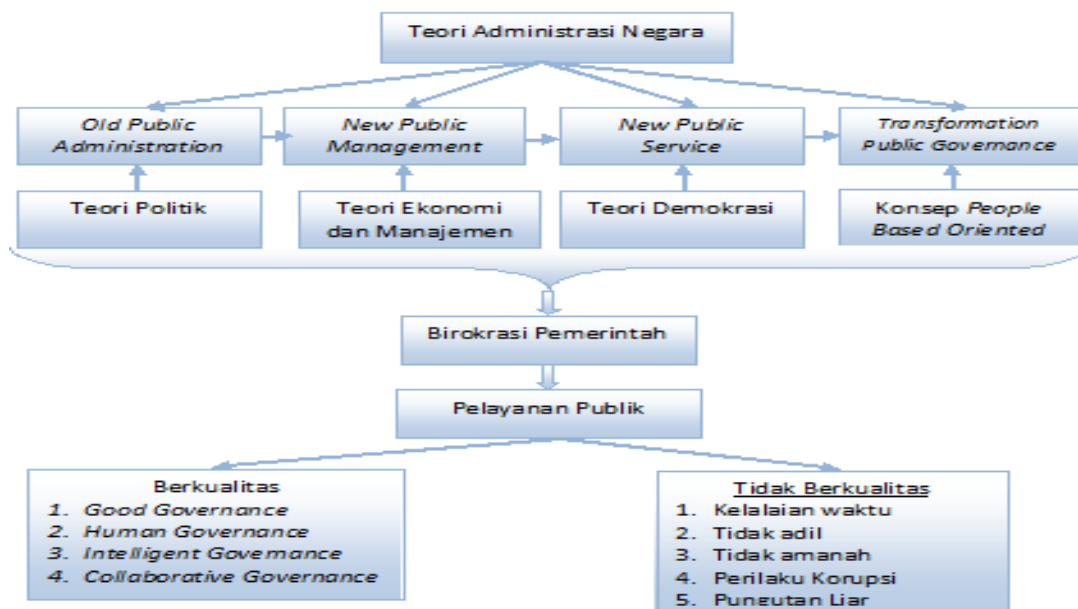 Teori Administrasi Negara
Old Public
Administration
New Public
Management
New Public
Service
Transformation
Public Governance
Teori Politik
Teori Ekonomi
dan Manajemen
Teori Demokrasi
Konsep People
Based Oriented
Birokrasi Pemerintah
Pelayanan Publik
Berkualitas
1. Good Governance
2. Human Governance
3. Intelligent Governance
4. Collaborative Governance
Tidak Berkualitas
1. Kelalaian waktu
2. Tidak adil
3. Tidak amanah
4. Perilaku Korupsi
5. Pungutan Liar